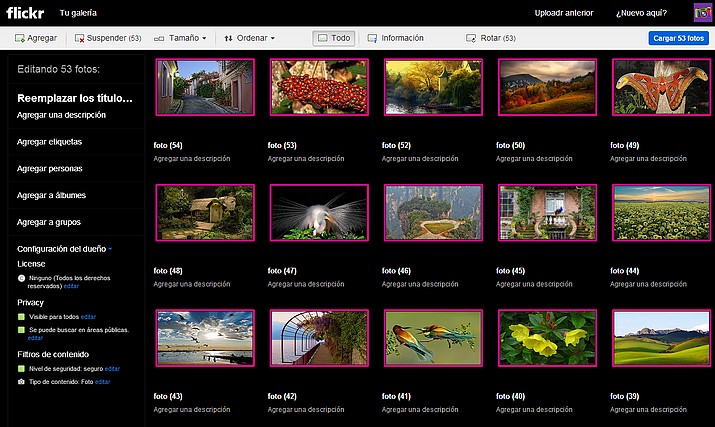 flickr
Tu galería
Uploadr anterior
¿Nuevo aquí?
Agregar
Suspender (53)
Tamaño
Ordenar
Todo
Información
Rotar (53)
Cargar 53 fotos
Editando 53 fotos:
Reemplazar los título...
Agregar una descripción
Agregar etiquetas
Agregar personas
Agregar a álbumes
Agregar a grupos
Configuración del dueño
License
Ninguno (Todos los derechos
reservados) editar
Privacy
Visible para todos editar
Se puede buscar en áreas públicas.
editar
Filtros de contenido
Nivel de seguridad: seguro editar
Tipo de contenido: Foto editar
foto (54)
Agregar una descripción
foto (53)
Agregar una descripción
foto (52)
Agregar una descripción
foto (50)
Agregar una descripción
foto (49)
Agregar una descripción
foto (48)
Agregar una descripción
foto (47)
Agregar una descripción
foto (46)
Agregar una descripción
foto (45)
Agregar una descripción
foto (44)
Agregar una descripción
foto (43)
Agregar una descripción
foto (42)
Agregar una descripción
foto (41)
Agregar una descripción
foto (40)
Agregar una descripción
foto (39)
Agregar una descripción